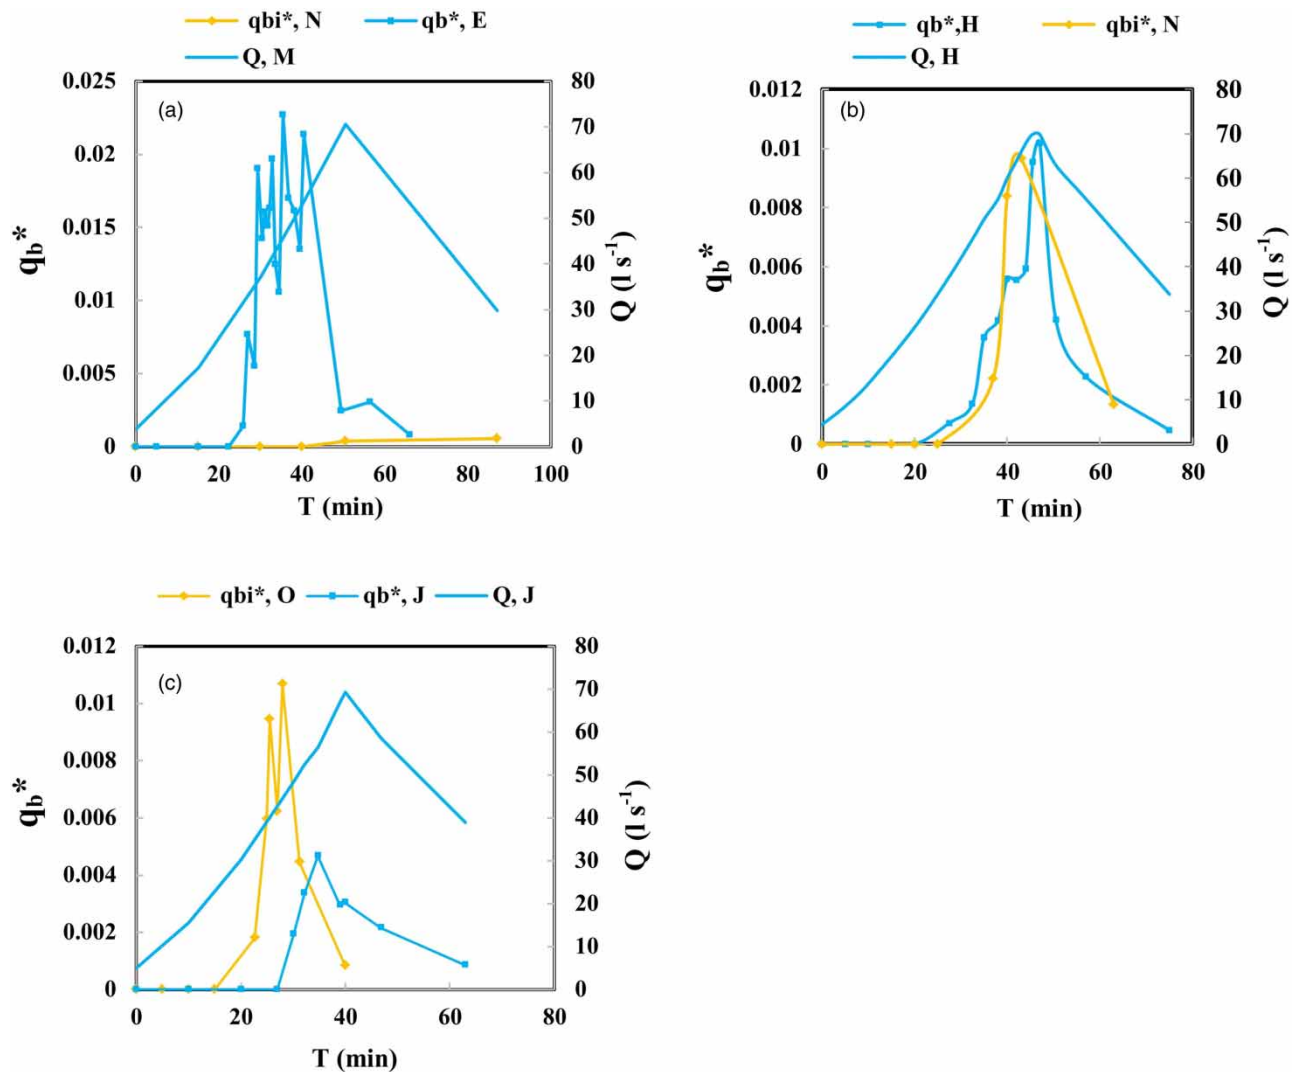 qbi*, N qb*, E
Q, M
0.025
0.02
0.015
0.01
0.005
0
80
70
60
50
40
30
20
10
0
(a)
qb*
Q (l s-1)
0 20 40 60 80 100
T (min)
qb*,H qbi*, N
Q, H
0.012
0.01
0.008
0.006
0.004
0.002
0
80
70
60
50
40
30
20
10
0
(b)
qb*
Q (l s-1)
0 20 40 60 80
T (min)
qbi*, O qb*, J Q, J
0.012
0.01
0.008
0.006
0.004
0.002
0
80
70
60
50
40
30
20
10
0
(c)
qb*
Q (l s-1)
0 20 40 60 80
T (min)